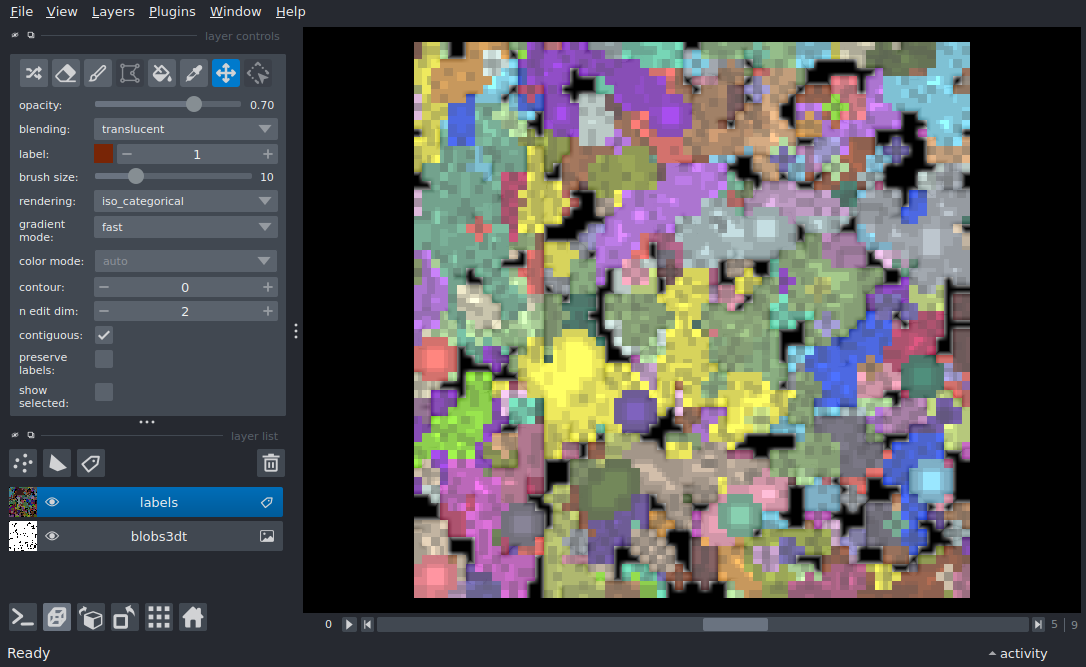 File View Layers Plugins Window Help
layer controls
opacity: 0.70
blending: translucent
label: 1
brush size: 10
rendering: iso_categorical
gradient mode: fast
color mode: auto
contour: 0
n edit dim: 2
contiguous:
preserve labels:
show selected:
layer list
labels
blobs3dt
0 5 | 9
Ready activity